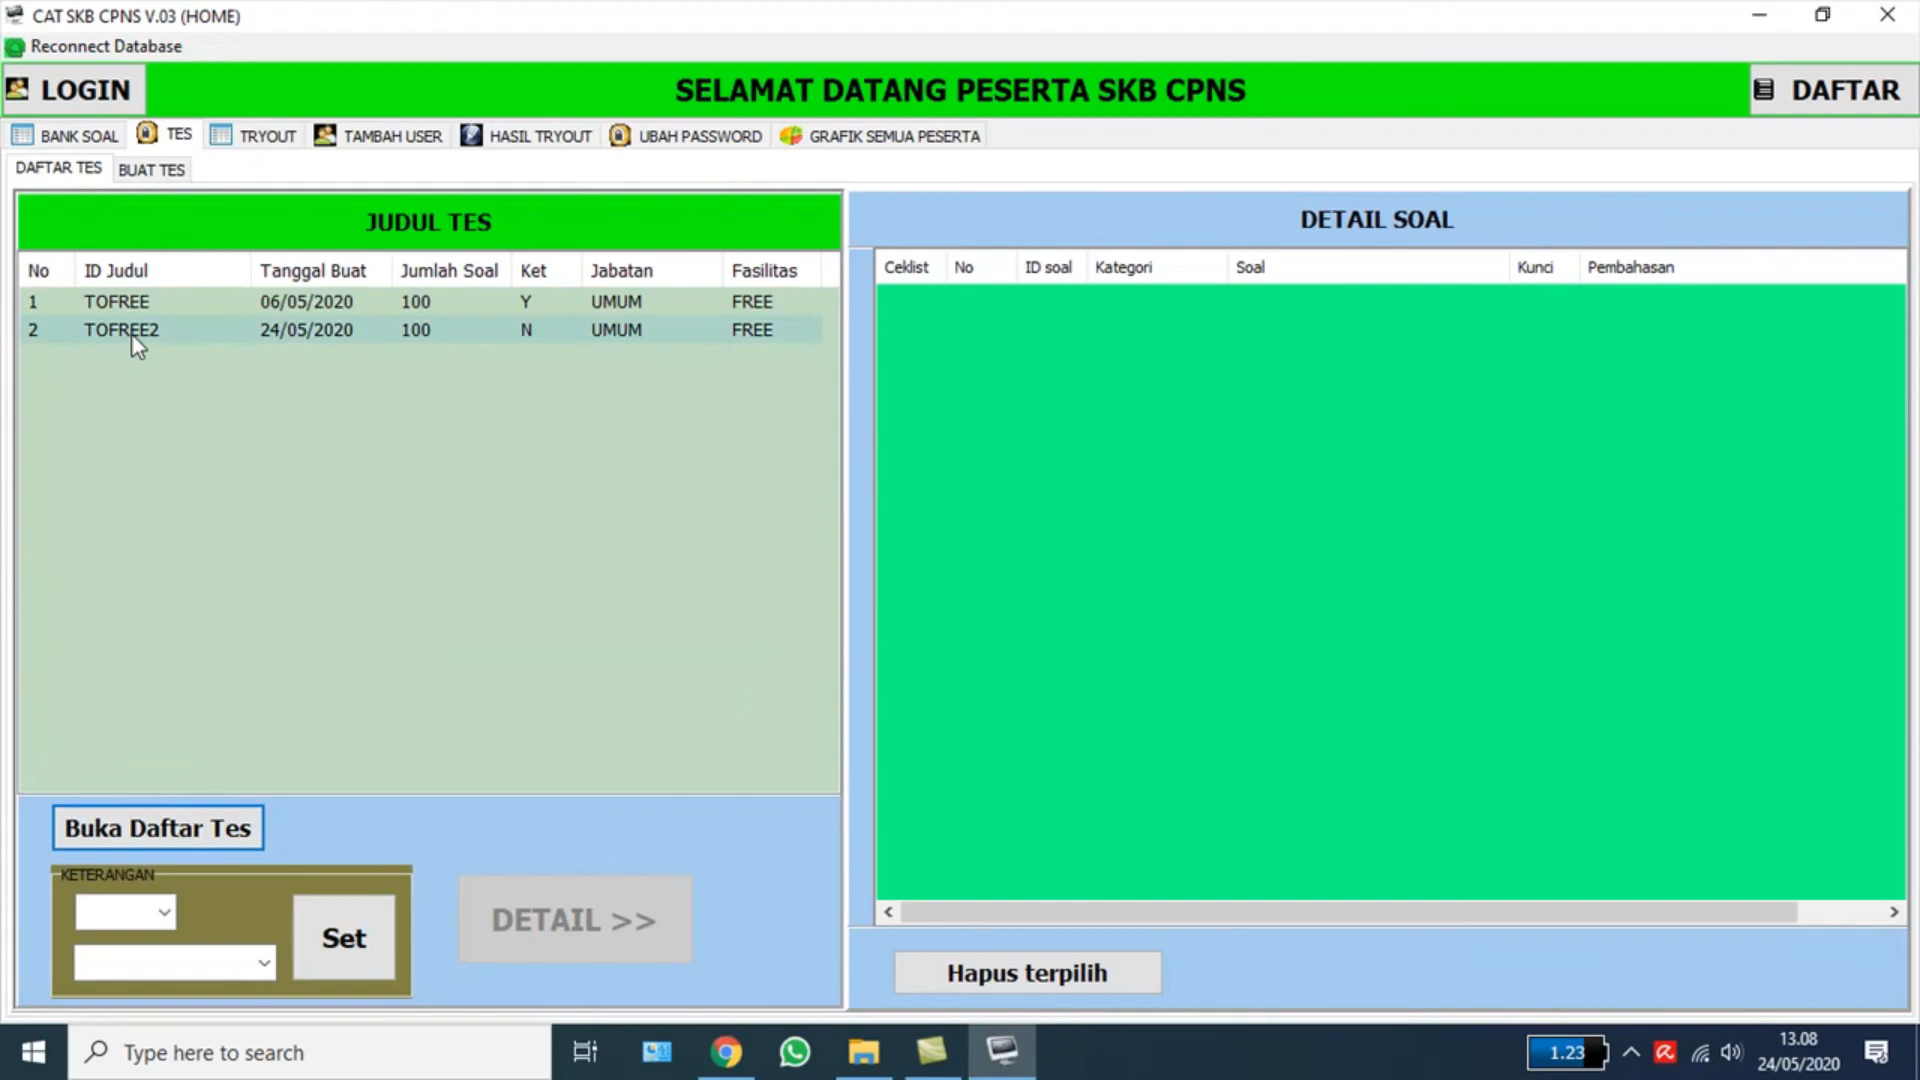 CAT SKB CPNS V.03 (HOME)
Reconnect Database
LOGIN
SELAMAT DATANG PESERTA SKB CPNS
DAFTAR
BANK SOAL
TES
TRYOUT
TAMBAH USER
HASIL TRYOUT
UBAH PASSWORD
GRAFIK SEMUA PESERTA
DAFTAR TES
BUAT TES
JUDUL TES
No ID Judul Tanggal Buat Jumlah Soal Ket Jabatan Fasilitas
1 TOFREE 06/05/2020 100 Y UMUM FREE
2 TOFREE2 24/05/2020 100 N UMUM FREE
Buka Daftar Tes
KETERANGAN
Set
DETAIL >>
DETAIL SOAL
Ceklist No ID soal Kategori Soal Kunci Pembahasan
Hapus terpilih
Type here to search
1.23
13.08
24/05/2020